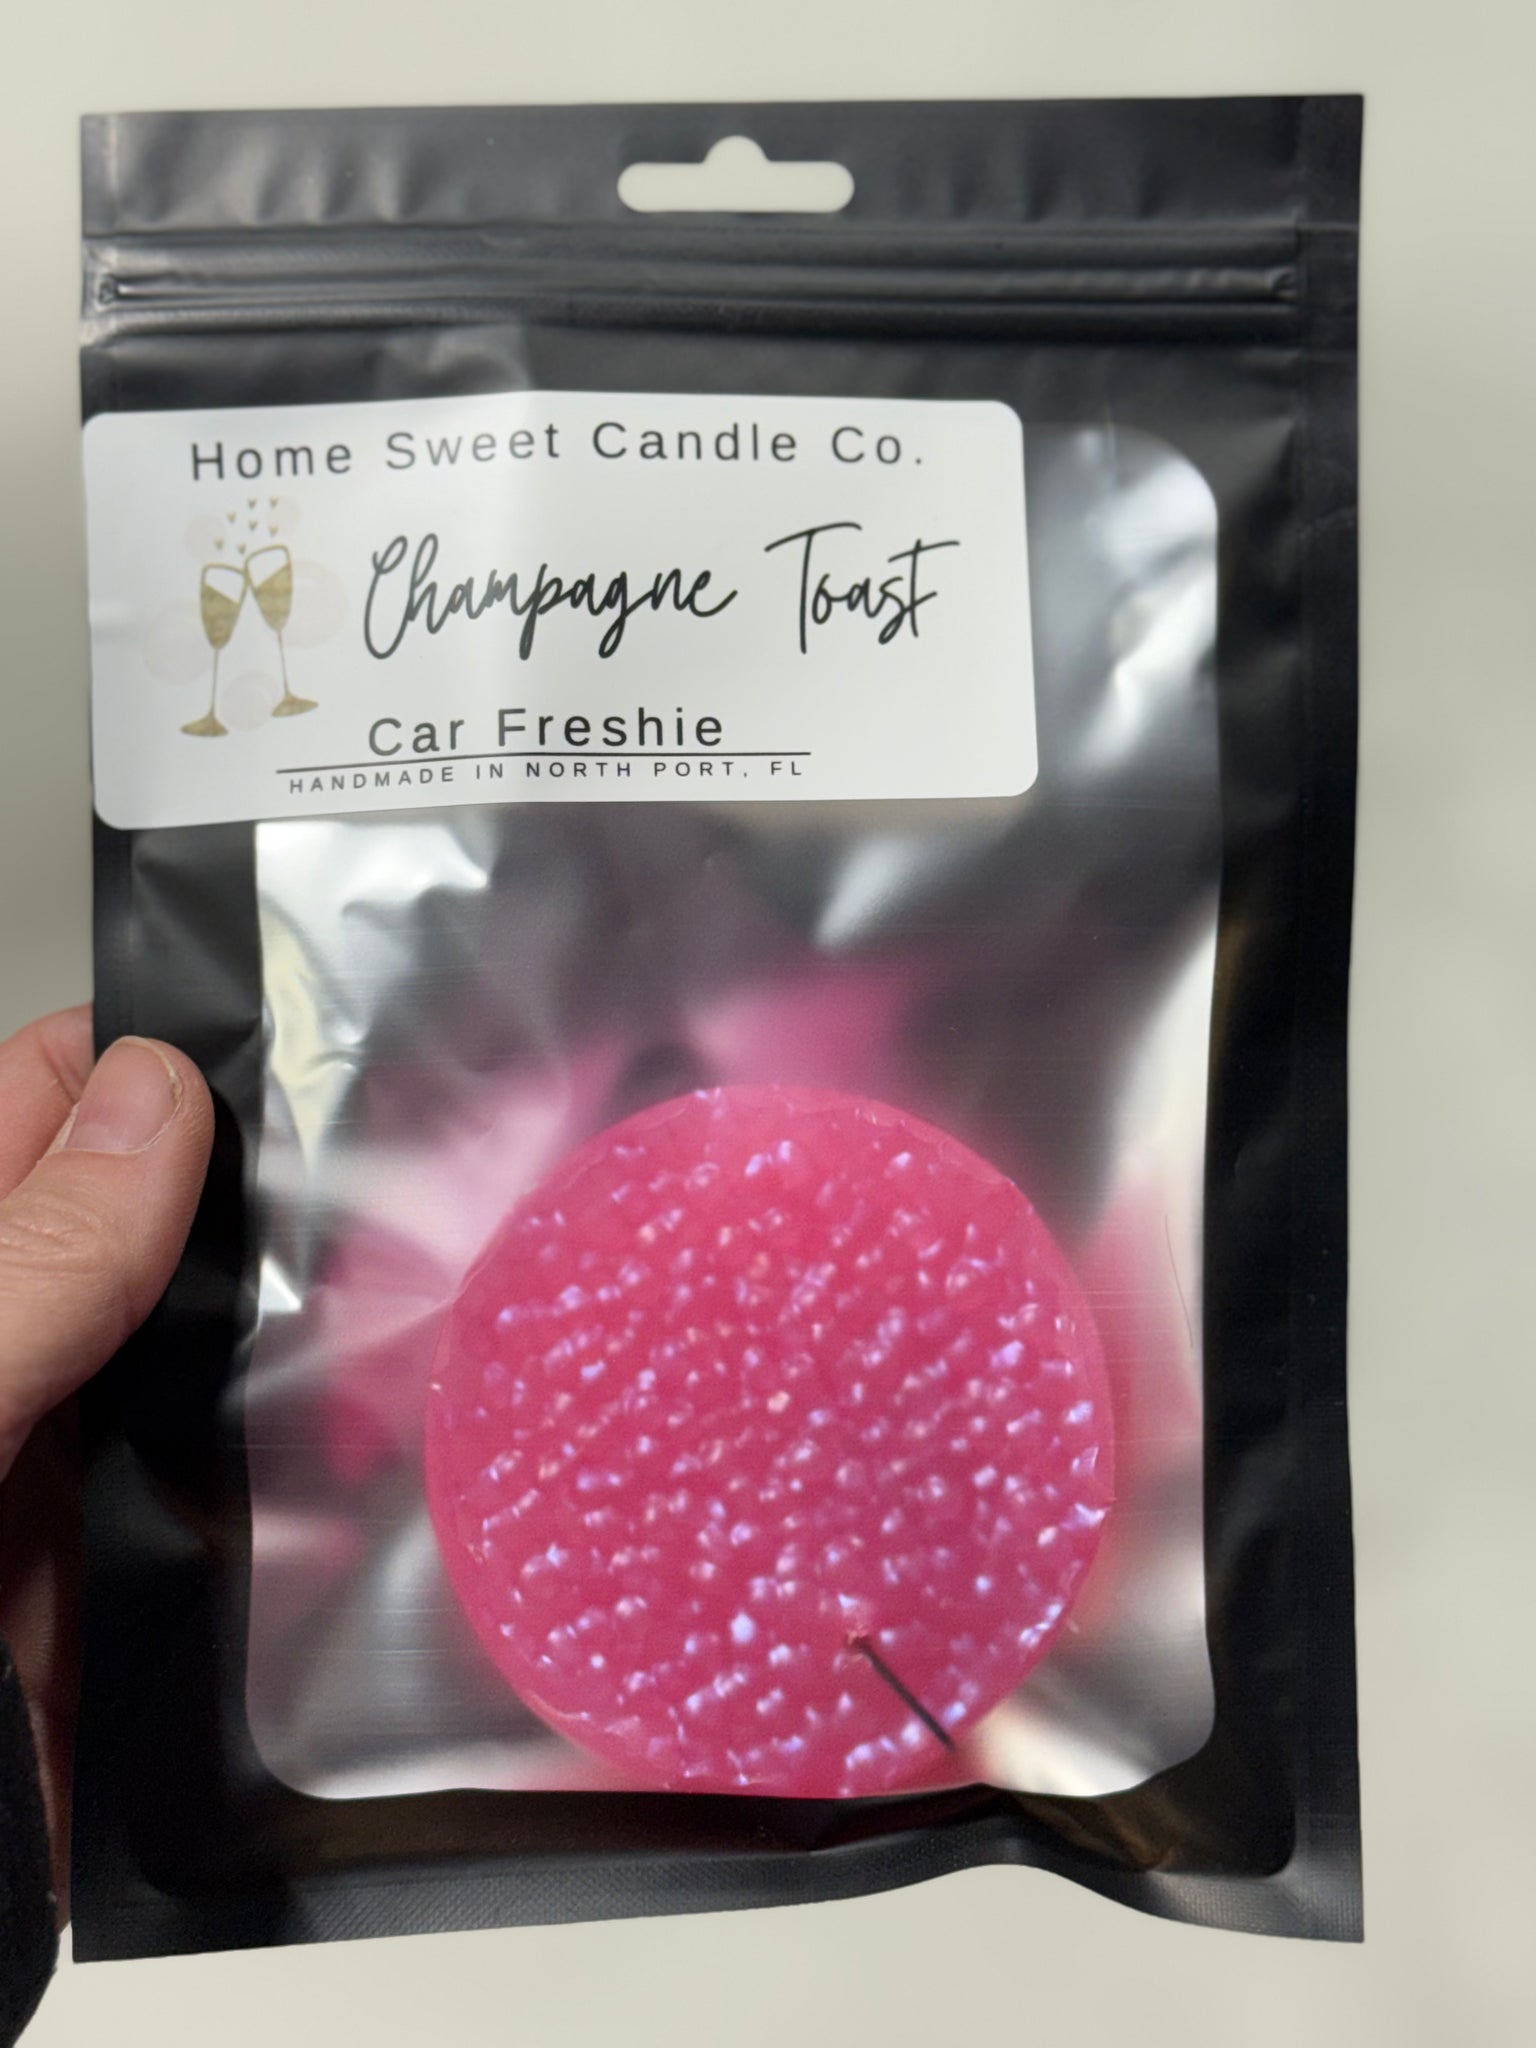 Home Sweet Candle Co.
Champagne Toast
Car Freshie
HANDMADE IN NORTH PORT, FL